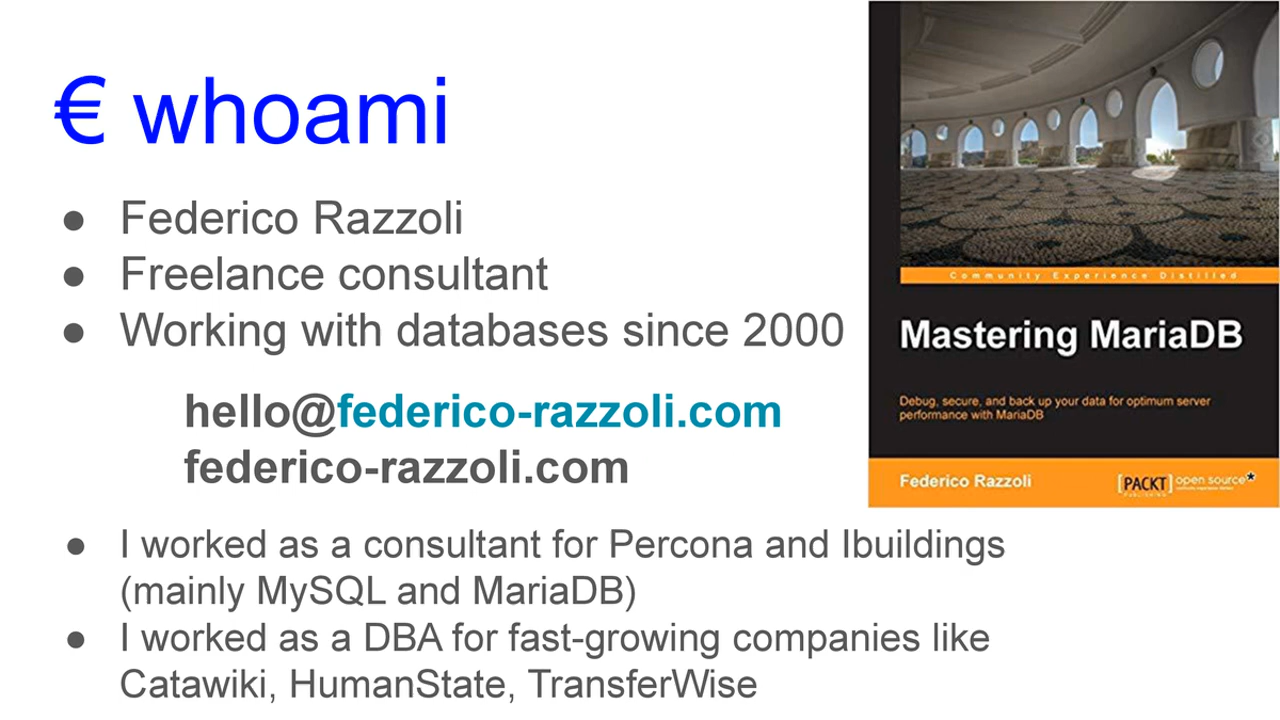 € whoami
● Federico Razzoli
● Freelance consultant
● Working with databases since 2000
hello@federico-razzoli.com
federico-razzoli.com
● I worked as a consultant for Percona and Ibuildings
(mainly MySQL and MariaDB)
● I worked as a DBA for fast-growing companies like
Catawiki, HumanState, TransferWise
Community Experience Distilled
Mastering MariaDB
Debug, secure, and back up your data for optimum server
performance with MariaDB
Federico Razzoli
[PACKT] open source*
PUBLISHING